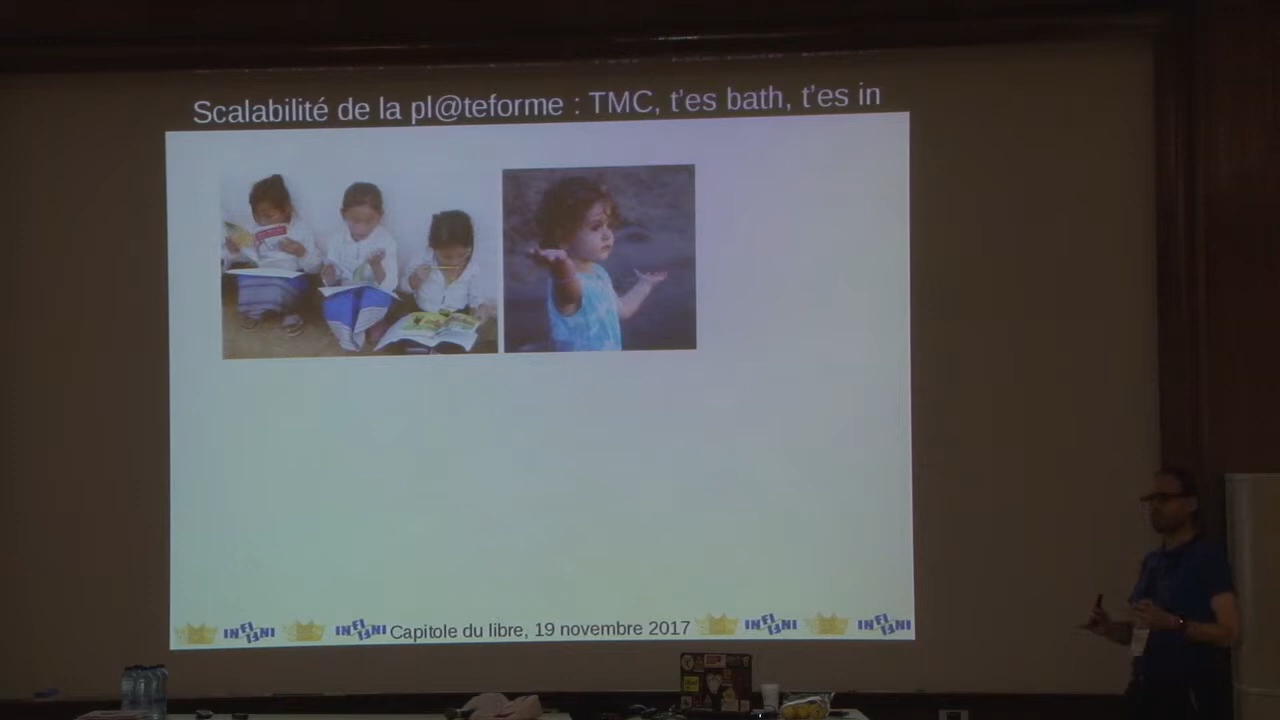 Scalabilité de la pl@teforme : TMC, t'es bath, t'es in
INFINI INFINI Capitole du libre, 19 novembre 2017 INFINI INFINI